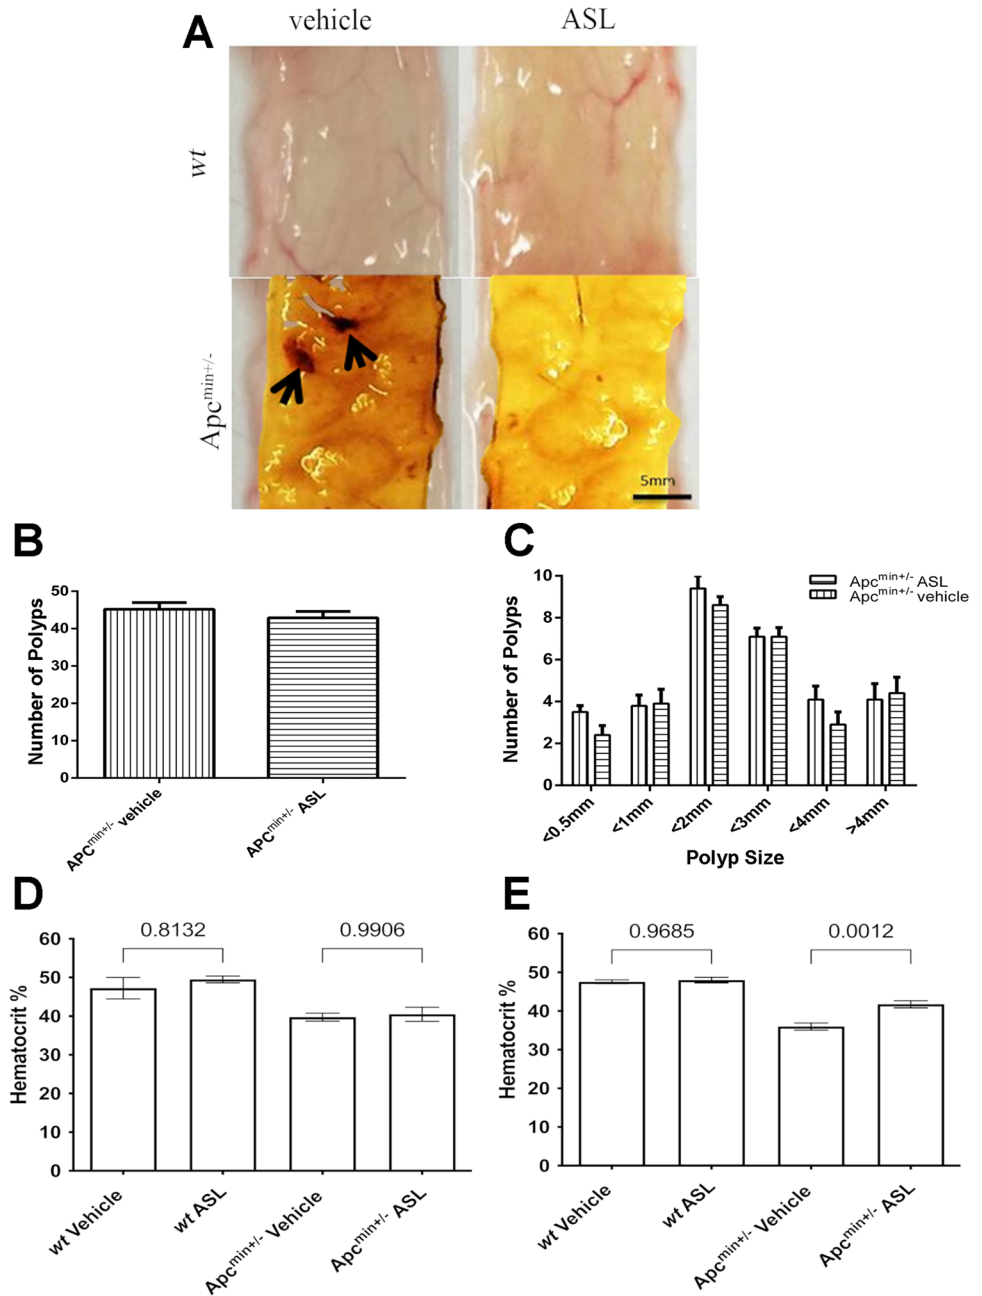 A
vehicle
ASL
wt
Apcmin+/-
5mm
B
Number of Polyps
50
40
30
20
10
0
APCmin+/- vehicle
APCmin+/- ASL
C
Number of Polyps
10
8
6
4
2
0
Apcmin+/- ASL
Apcmin+/- vehicle
<0.5mm
<1mm
<2mm
<3mm
<4mm
>4mm
Polyp Size
D
Hematocrit %
60
50
40
30
20
10
0
0.8132
0.9906
wt Vehicle
wt ASL
Apcmin+/- Vehicle
Apcmin+/- ASL
E
Hematocrit %
60
50
40
30
20
10
0
0.9685
0.0012
wt Vehicle
wt ASL
Apcmin+/- Vehicle
Apcmin+/- ASL